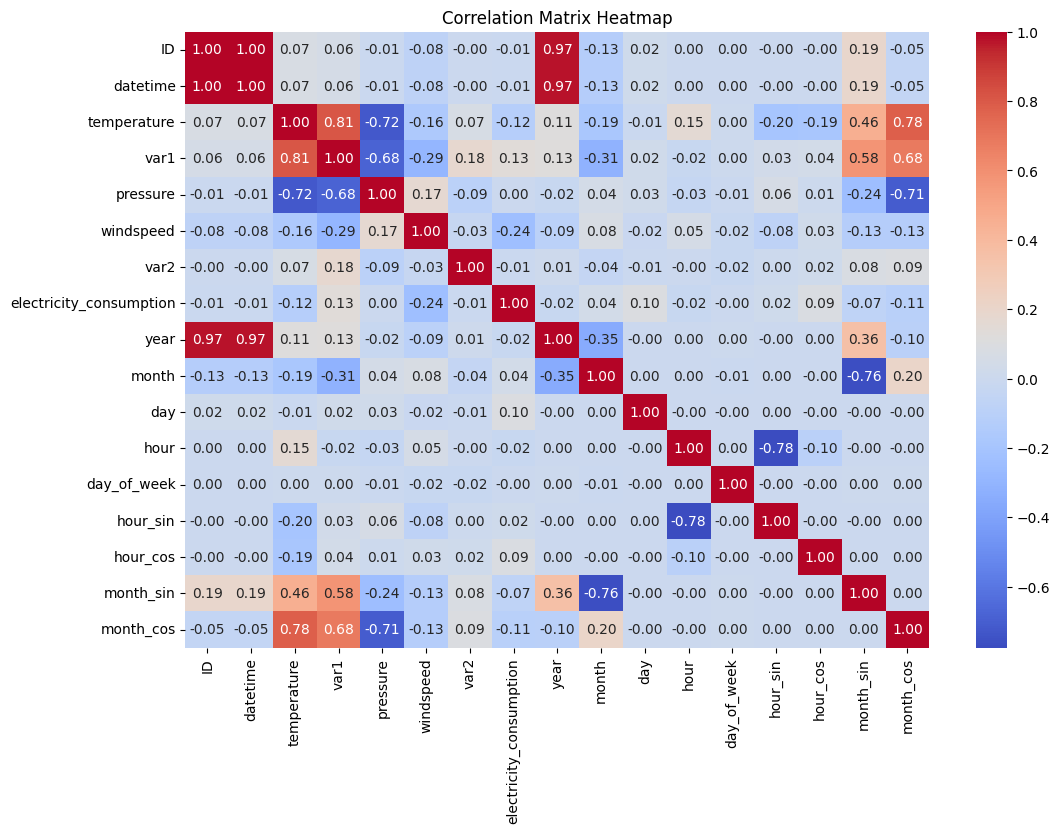 Correlation Matrix Heatmap
ID 1.00 1.00 0.07 0.06 -0.01 -0.08 -0.00 -0.01 0.97 -0.13 0.02 0.00 0.00 -0.00 -0.00 0.19 -0.05
datetime 1.00 1.00 0.07 0.06 -0.01 -0.08 -0.00 -0.01 0.97 -0.13 0.02 0.00 0.00 -0.00 -0.00 0.19 -0.05
temperature 0.07 0.07 1.00 0.81 -0.72 -0.16 0.07 -0.12 0.11 -0.19 -0.01 0.15 0.00 -0.20 -0.19 0.46 0.78
var1 0.06 0.06 0.81 1.00 -0.68 -0.29 0.18 0.13 0.13 -0.31 0.02 -0.02 0.00 0.03 0.04 0.58 0.68
pressure -0.01 -0.01 -0.72 -0.68 1.00 0.17 -0.09 0.00 -0.02 0.04 0.03 -0.03 -0.01 0.06 0.01 -0.24 -0.71
windspeed -0.08 -0.08 -0.16 -0.29 0.17 1.00 -0.03 -0.24 -0.09 0.08 -0.02 0.05 -0.02 -0.08 0.03 -0.13 -0.13
var2 -0.00 -0.00 0.07 0.18 -0.09 -0.03 1.00 -0.01 0.01 -0.04 -0.01 -0.00 -0.02 0.00 0.02 0.08 0.09
electricity_consumption -0.01 -0.01 -0.12 0.13 0.00 -0.24 -0.01 1.00 -0.02 0.04 0.10 -0.02 -0.00 0.02 0.09 -0.07 -0.11
year 0.97 0.97 0.11 0.13 -0.02 -0.09 0.01 -0.02 1.00 -0.35 -0.00 0.00 0.00 -0.00 0.00 0.36 -0.10
month -0.13 -0.13 -0.19 -0.31 0.04 0.08 -0.04 0.04 -0.35 1.00 0.00 0.00 -0.01 0.00 -0.00 -0.76 0.20
day 0.02 0.02 -0.01 0.02 0.03 -0.02 -0.01 0.10 -0.00 0.00 1.00 -0.00 -0.00 0.00 -0.00 -0.00 -0.00
hour 0.00 0.00 0.15 -0.02 -0.03 0.05 -0.00 -0.02 0.00 0.00 -0.00 1.00 0.00 -0.78 -0.10 -0.00 -0.00
day_of_week 0.00 0.00 0.00 0.00 -0.01 -0.02 -0.02 -0.00 0.00 -0.01 -0.00 0.00 1.00 -0.00 -0.00 -0.00 0.00
hour_sin -0.00 -0.00 -0.20 0.03 0.06 -0.08 0.00 0.02 -0.00 0.00 0.00 -0.78 -0.00 1.00 -0.00 -0.00 0.00
hour_cos -0.00 -0.00 -0.19 0.04 0.01 0.03 0.02 0.09 0.00 -0.00 -0.00 -0.10 -0.00 -0.00 1.00 0.00 0.00
month_sin 0.19 0.19 0.46 0.58 -0.24 -0.13 0.08 -0.07 0.36 -0.76 -0.00 -0.00 -0.00 -0.00 0.00 1.00 0.00
month_cos -0.05 -0.05 0.78 0.68 -0.71 -0.13 0.09 -0.11 -0.10 0.20 -0.00 -0.00 0.00 0.00 0.00 0.00 1.00
ID
datetime
temperature
var1
pressure
windspeed
var2
electricity_consumption
year
month
day
hour
day_of_week
hour_sin
hour_cos
month_sin
month_cos
1.0
0.8
0.6
0.4
0.2
0.0
−0.2
−0.4
−0.6